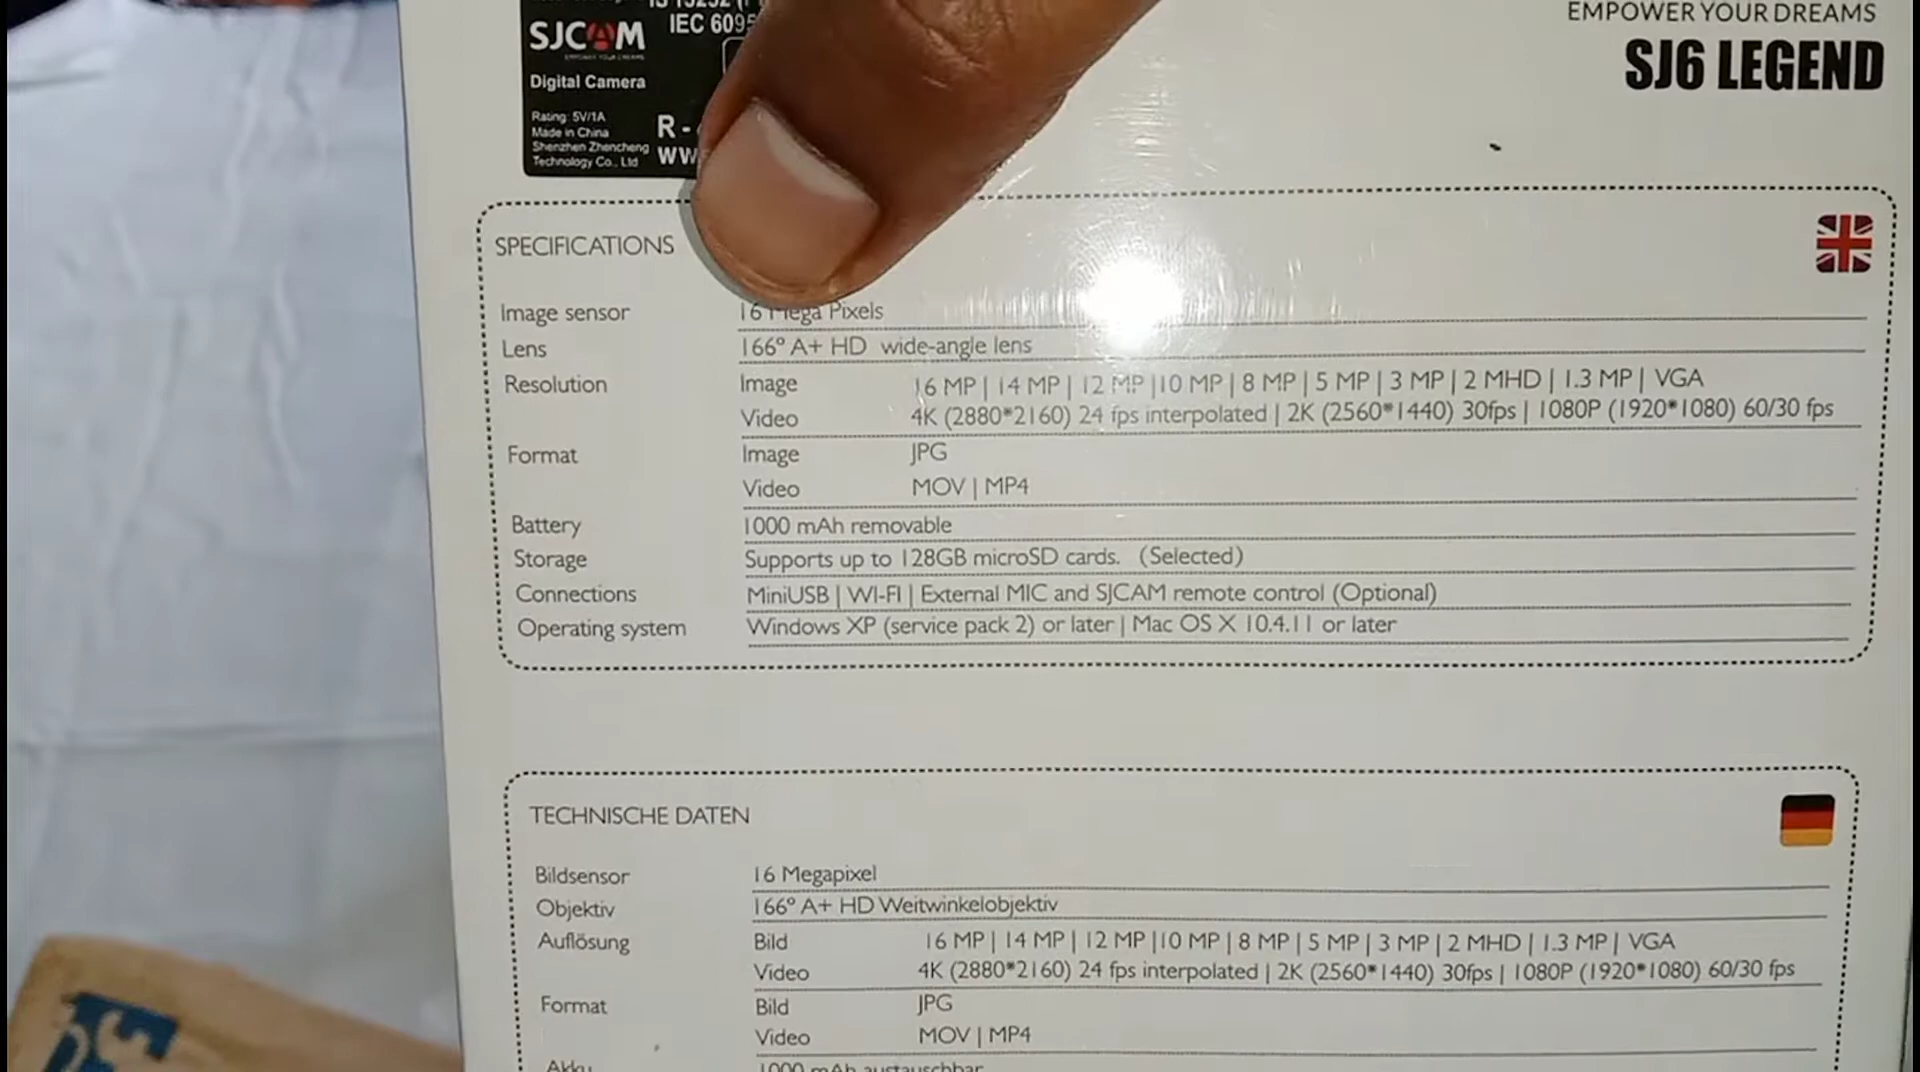 IEC 6095
SJCAM
Digital Camera
Rating: 5V/1A
Made in China
Shenzhen Zhencheng
Technology Co., Ltd
R -
EMPOWER YOUR DREAMS
SJ6 LEGEND
SPECIFICATIONS
Image sensor 16 Mega Pixels
Lens 166° A+ HD wide-angle lens
Resolution Image 16 MP | 14 MP | 12 MP |10 MP | 8 MP | 5 MP | 3 MP | 2 MHD | 1.3 MP | VGA
Video 4K (2880*2160) 24 fps interpolated | 2K (2560*1440) 30fps | 1080P (1920*1080) 60/30 fps
Format Image JPG
Video MOV | MP4
Battery 1000 mAh removable
Storage Supports up to 128GB microSD cards. (Selected)
Connections MiniUSB | WI-FI | External MIC and SJCAM remote control (Optional)
Operating system Windows XP (service pack 2) or later | Mac OS X 10.4.11 or later
TECHNISCHE DATEN
Bildsensor 16 Megapixel
Objektiv 166° A+ HD Weitwinkelobjektiv
Auflösung Bild 16 MP | 14 MP | 12 MP |10 MP | 8 MP | 5 MP | 3 MP | 2 MHD | 1.3 MP | VGA
Video 4K (2880*2160) 24 fps interpolated | 2K (2560*1440) 30fps | 1080P (1920*1080) 60/30 fps
Format Bild JPG
Video MOV | MP4
Akku 1000 mAh austauschbar